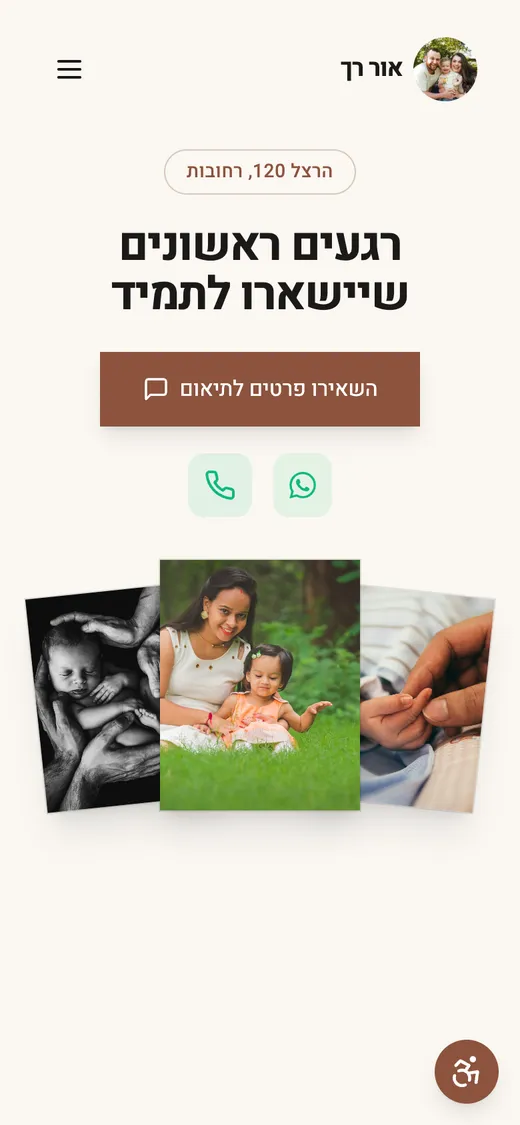 אור רך
הרצל 120, רחובות
רגעים ראשונים
שיישארו לתמיד
השאירו פרטים לתיאום